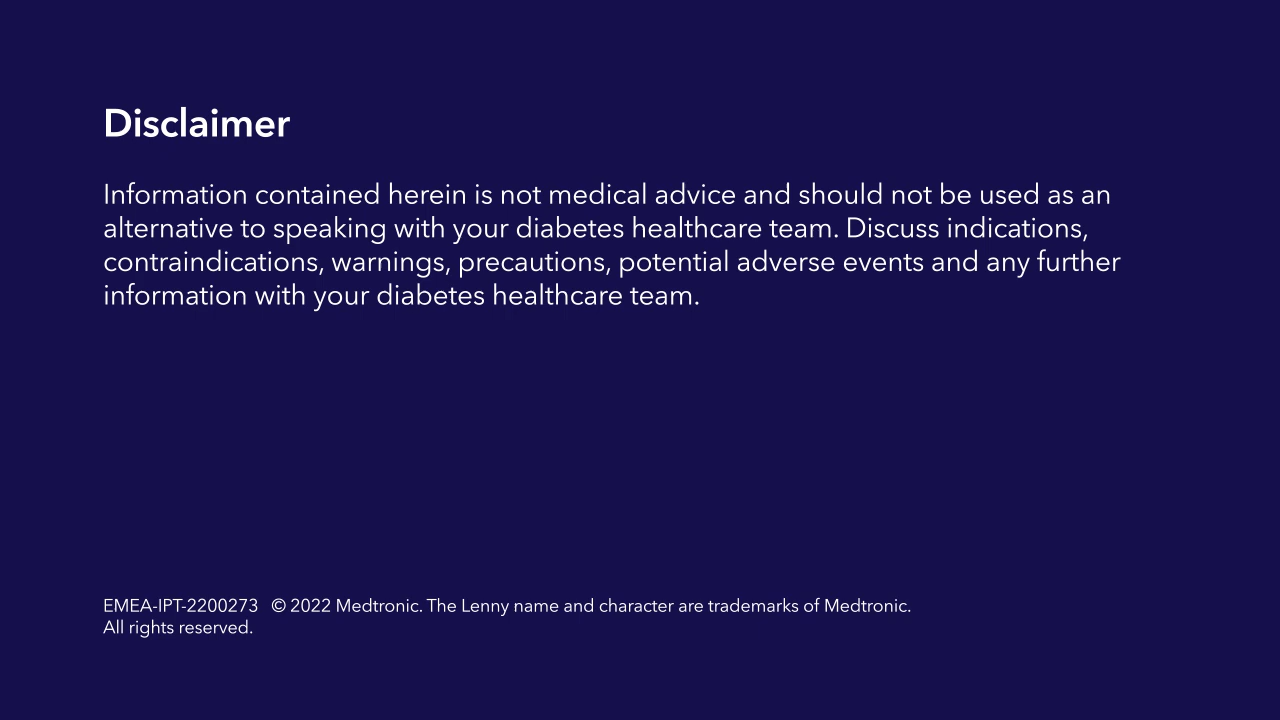 Disclaimer
Information contained herein is not medical advice and should not be used as an
alternative to speaking with your diabetes healthcare team. Discuss indications,
contraindications, warnings, precautions, potential adverse events and any further
information with your diabetes healthcare team.
EMEA-IPT-2200273 © 2022 Medtronic. The Lenny name and character are trademarks of Medtronic.
All rights reserved.